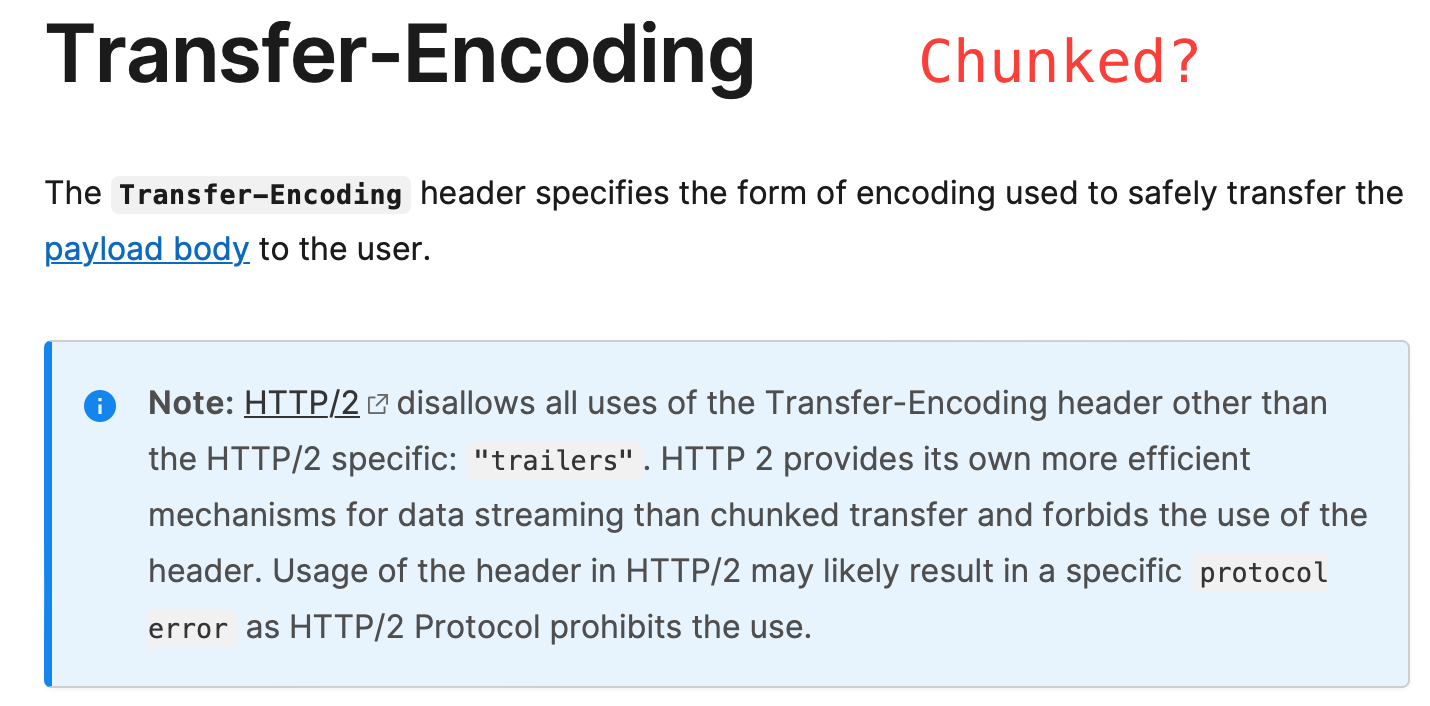 Transfer-Encoding Chunked?
The Transfer-Encoding header specifies the form of encoding used to safely transfer the
payload body to the user.
Note: HTTP/2 disallows all uses of the Transfer-Encoding header other than
the HTTP/2 specific: "trailers". HTTP 2 provides its own more efficient
mechanisms for data streaming than chunked transfer and forbids the use of the
header. Usage of the header in HTTP/2 may likely result in a specific protocol
error as HTTP/2 Protocol prohibits the use.